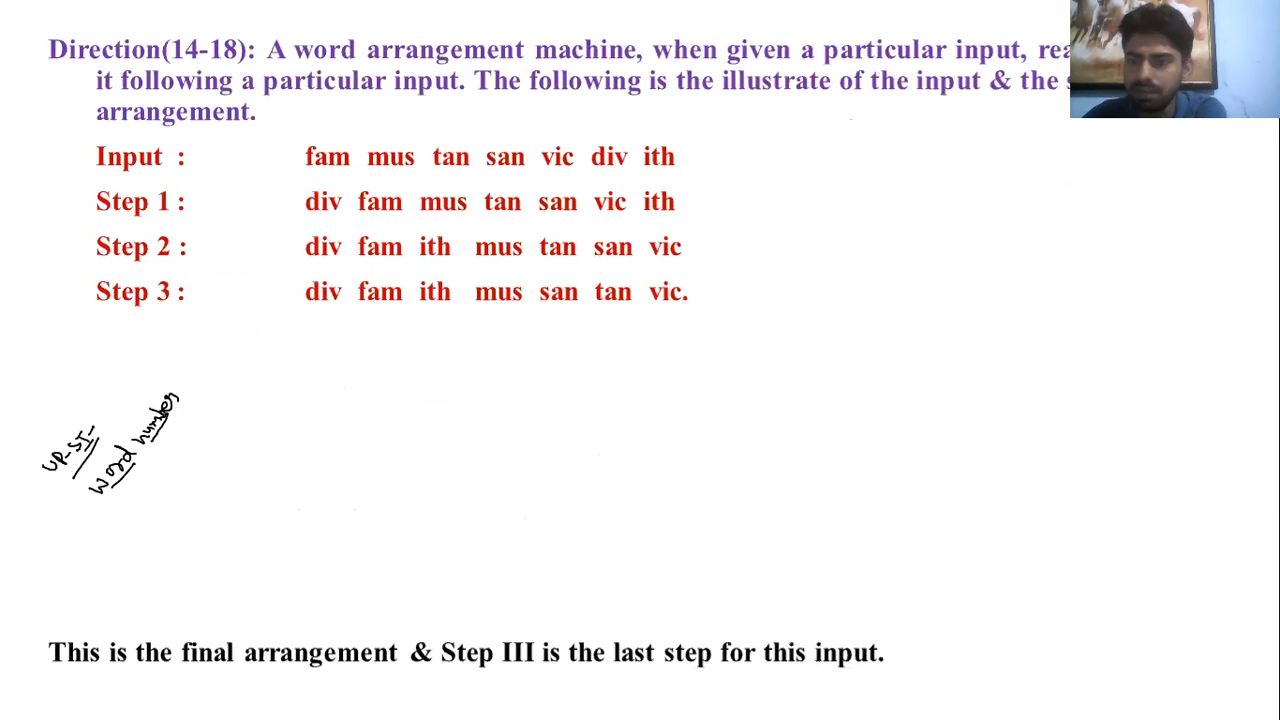 Direction(14-18): A word arrangement machine, when given a particular input,
it following a particular input. The following is the illustrate of the input & the
arrangement.
Input : fam mus tan san vic div ith
Step 1 : div fam mus tan san vic ith
Step 2 : div fam ith mus tan san vic
Step 3 : div fam ith mus san tan vic.
UP-SI-
word number
This is the final arrangement & Step III is the last step for this input.